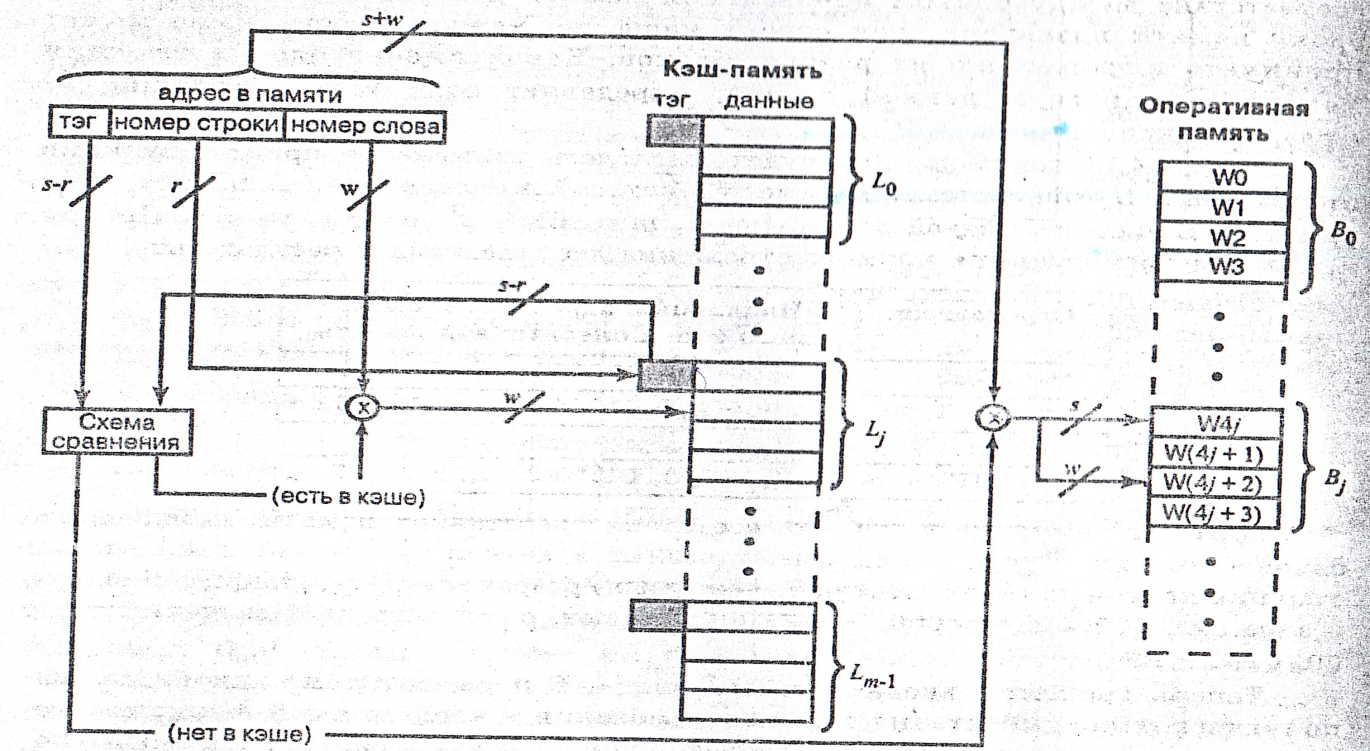 s+w
адрес в памяти
тэг номер строки номер слова
s-r
r
w
Кэш-память
тэг данные
L0
Оперативная
память
W0
W1
W2
W3
B0
s-r
Схема
сравнения
x
w
Lj
(есть в кэше)
x
s
w
W4j
W(4j + 1)
W(4j + 2)
W(4j + 3)
Bj
Lm-1
(нет в кэше)